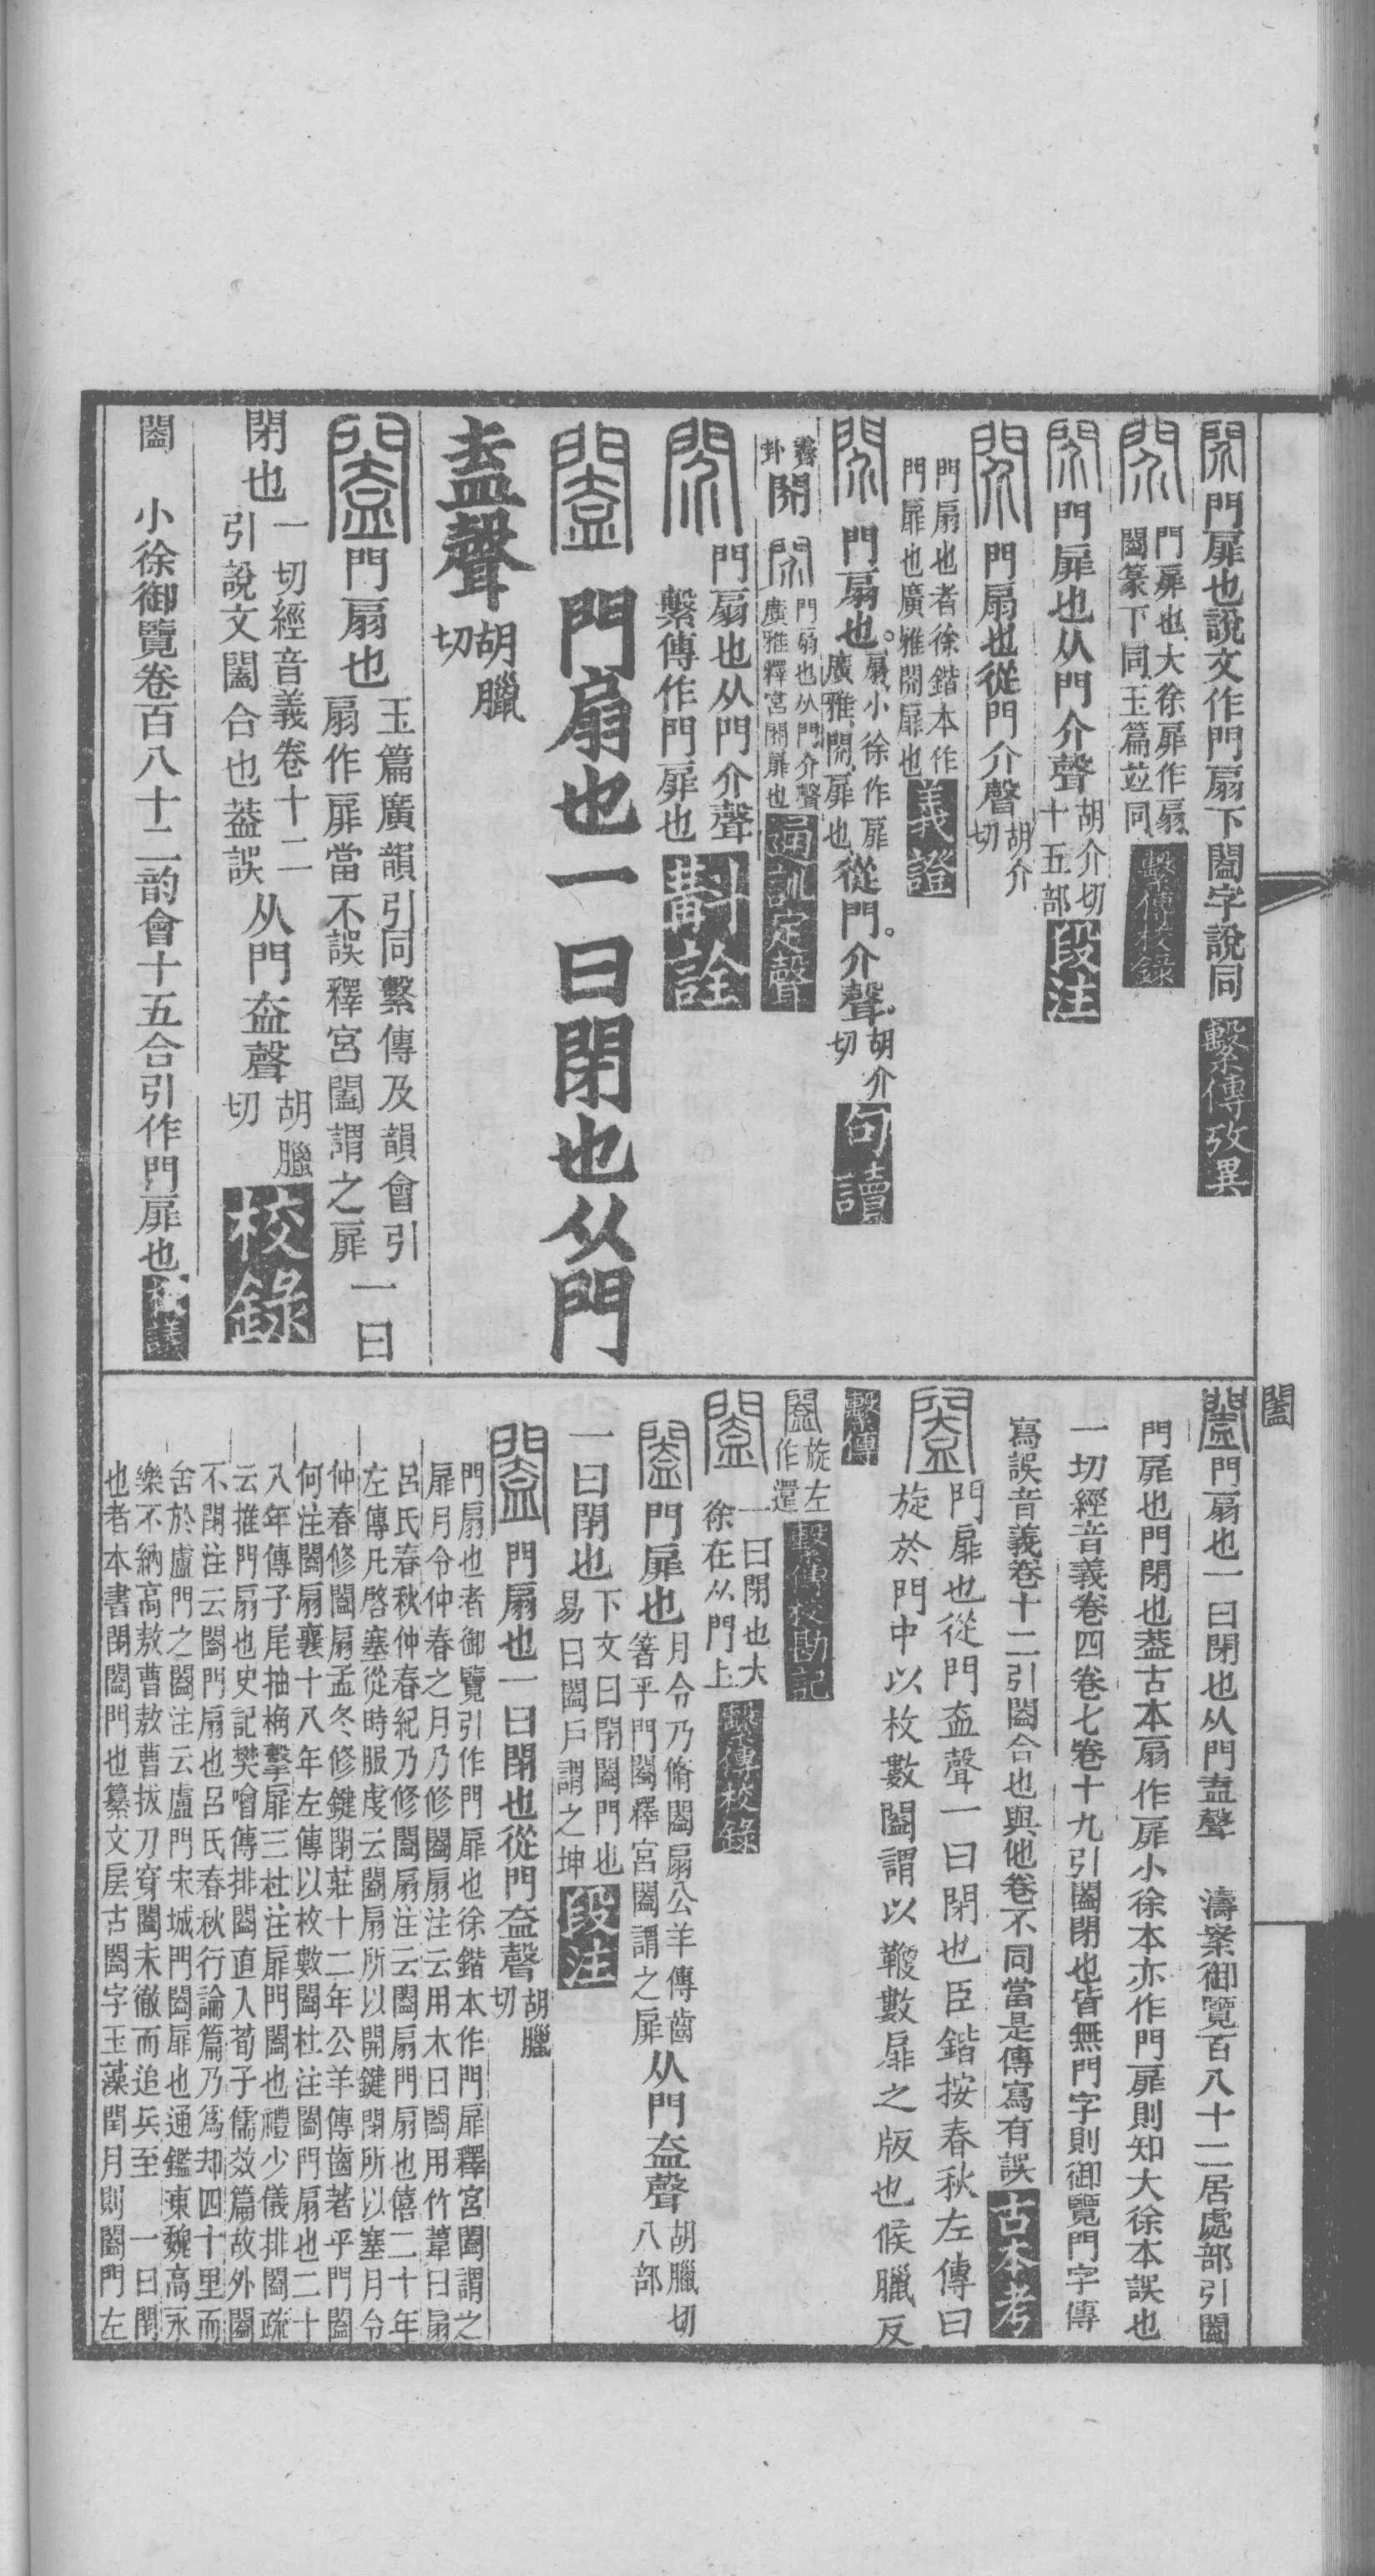 閞門扉也說文作門扇下闔字說同繫傳攷異
門扉也大徐扉作扇
闔篆下同玉篇並同繫傳校錄
門扉也从門介聲胡介切
十五部段注
門扇也從門介聲胡介
切
門扇也者徐鍇本作
門扉也廣雅閞扉也義證
門扇也扇小徐作扉
廣雅閞扉也從門介聲胡介
切句讀
門扇也从門介聲
廣雅釋宮閞扉也通訓定聲
門扇也从門介聲
繫傳作門扉也斠詮
門扇也一曰閉也从門
盍聲胡臘
切
門扇也玉篇廣韻引同繫傳及韻會引
扇作扉當不誤釋宮闔謂之扉一曰
閉也一切經音義卷十二
引說文闔合也葢誤从門盇聲胡臘
切校錄
闔 小徐御覽卷百八十二韵會十五合引作門扉也校議
闔
門扇也一曰閉也从門盍聲 濤案御覽百八十二居處部引闔
門扉也門閉也葢古本扇作扉小徐本亦作門扉則知大徐本誤也
一切經音義卷四卷七卷十九引闔閉也皆無門字則御覽門字傳
寫誤音義卷十二引闔合也與他卷不同當是傳寫有誤古本考
門扉也從門盇聲一曰閉也臣鍇按春秋左傳曰
旋於門中以枚數闔謂以鞭數扉之版也候臘反
繫傳
闔旋左
作還繫傳校勘記
一曰閉也大
徐在从門上繫傳校錄
門扉也月令乃脩闔扇公羊傳齒
箸乎門闔釋宮闔謂之扉从門盇聲胡臘切
八部
一曰閉也下文曰閉闔門也
易曰闔戶謂之坤段注
門扇也一曰閉也從門盇聲胡臘
切
門扇也者御覽引作門扉也徐鍇本作門扉釋宮闔謂之
扉月令仲春之月乃修闔扇注云用木曰闔用竹葦曰扇
呂氏春秋仲春紀乃修闔扇注云闔扇門扇也僖二十年
左傳凡啓塞從時服虔云闔扇所以開鍵閉所以塞月令
仲春修闔扇孟冬修鍵閉莊十二年公羊傳齒著乎門闔
何注闔扇襄十八年左傳以枚數闔杜注闔門扇也二十
八年傳子尾抽桷擊扉三杜注扉門闔也禮少儀排闔疏
云推門扇也史記樊噲傳排闔直入荀子儒效篇故外闔
不閉注云闔門扇也呂氏春秋行論篇乃爲却四十里而
舍於盧門之闔注云盧門宋城門闔扉也通鑑東魏高永
樂不納高敖曹敖曹拔刀穿闔未徹而追兵至 一曰閉
也者本書閉闔門也纂文㞐古闔字玉藻閏月則闔門左